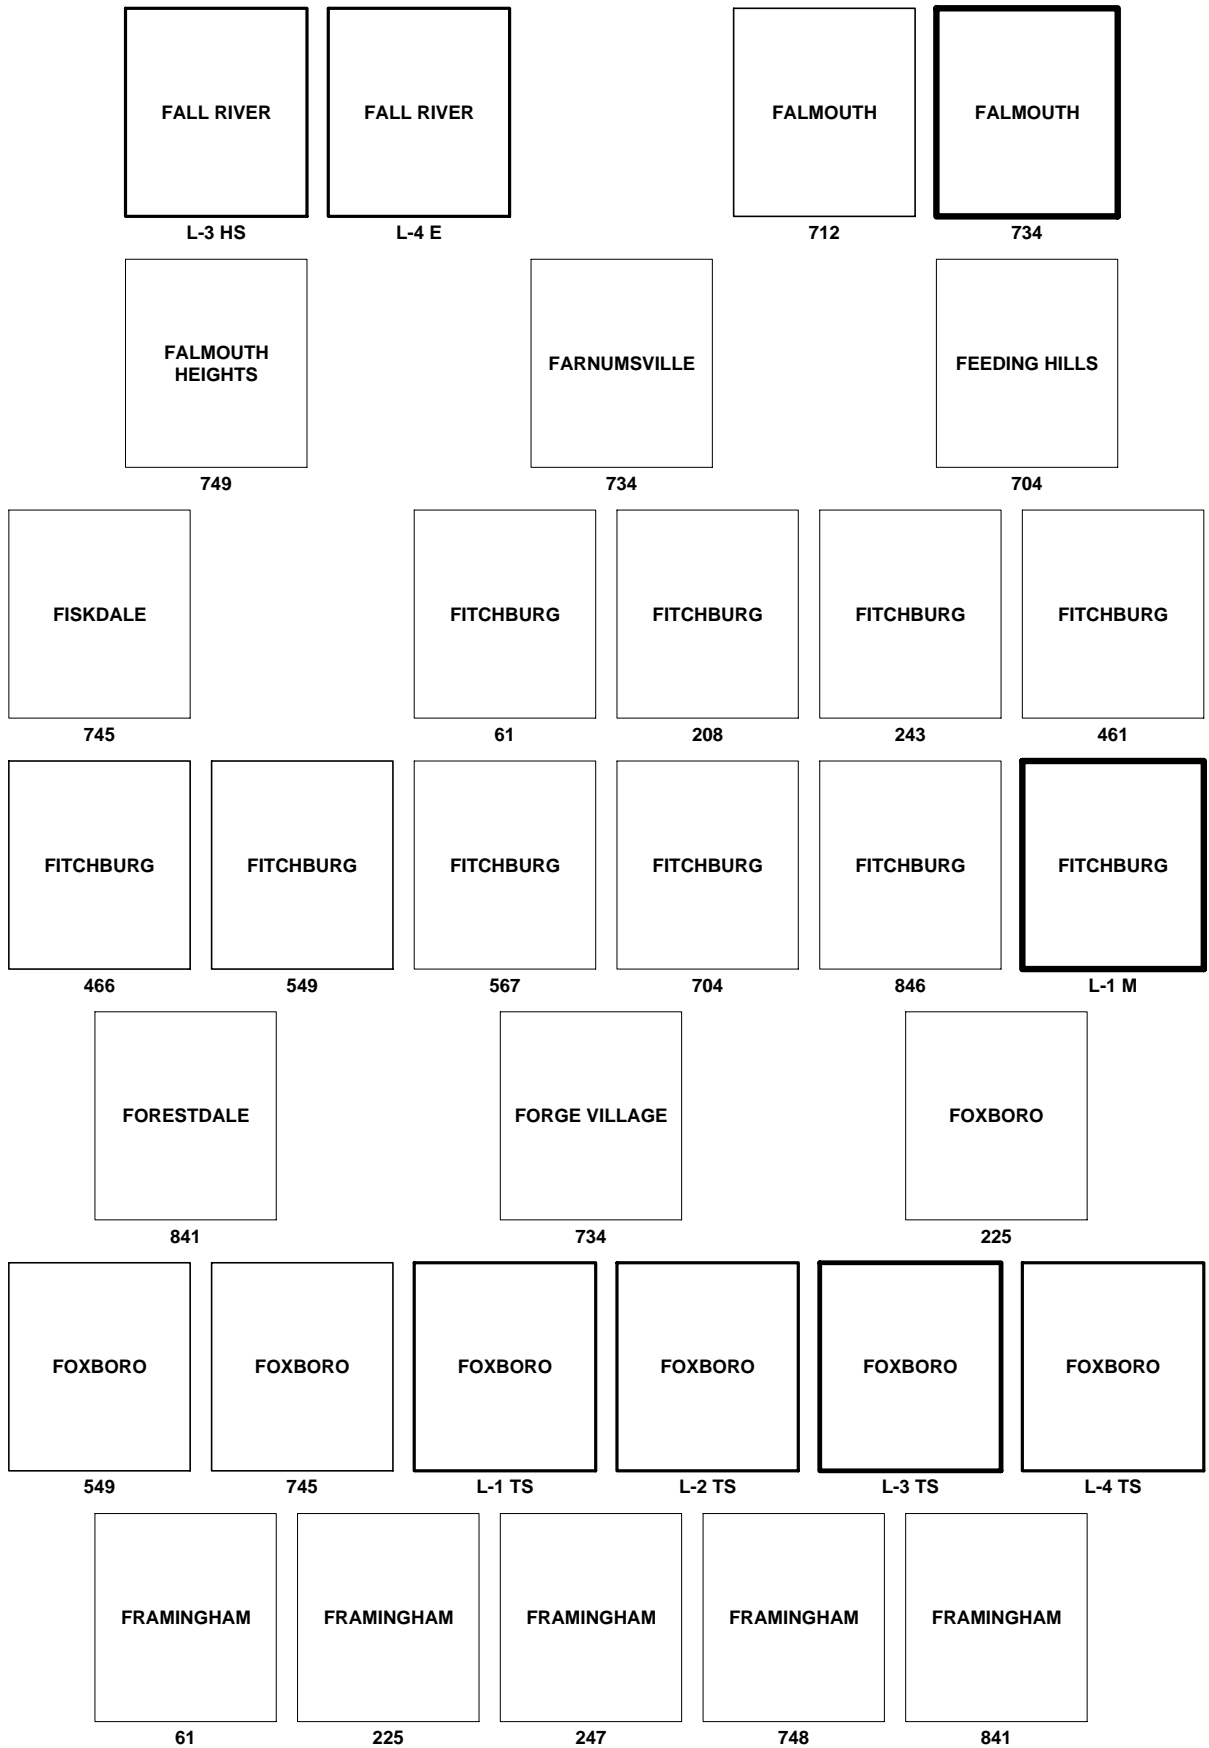 FALL RIVER
L-3 HS
FALL RIVER
L-4 E
FALMOUTH
712
FALMOUTH
734
FALMOUTH
HEIGHTS
749
FARNUMSVILLE
734
FEEDING HILLS
704
FISKDALE
745
FITCHBURG
61
FITCHBURG
208
FITCHBURG
243
FITCHBURG
461
FITCHBURG
466
FITCHBURG
549
FITCHBURG
567
FITCHBURG
704
FITCHBURG
846
FITCHBURG
L-1 M
FORESTDALE
841
FORGE VILLAGE
734
FOXBORO
225
FOXBORO
549
FOXBORO
745
FOXBORO
L-1 TS
FOXBORO
L-2 TS
FOXBORO
L-3 TS
FOXBORO
L-4 TS
FRAMINGHAM
61
FRAMINGHAM
225
FRAMINGHAM
247
FRAMINGHAM
748
FRAMINGHAM
841